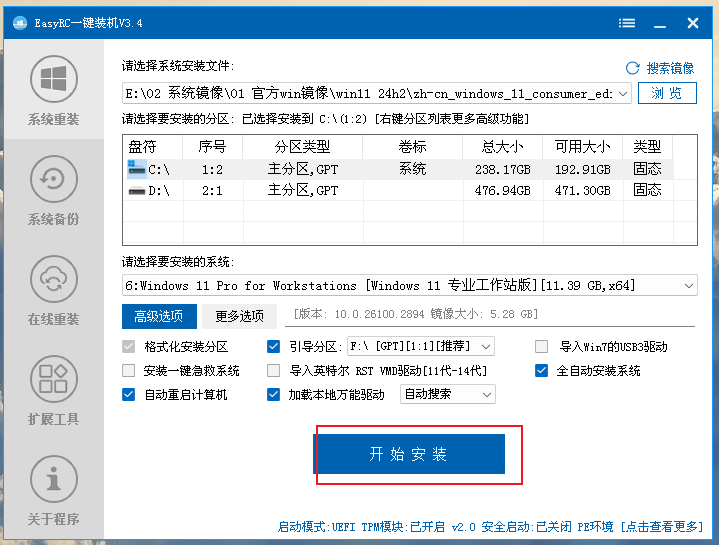 EasyRC一键装机V3.4
系统重装
系统备份
在线重装
扩展工具
关于程序
请选择系统安装文件:
搜索镜像
E:\02 系统镜像\01 官方win镜像\win11 24h2\zh-cn_windows_11_consumer_ed:
浏 览
请选择要安装的分区: 已选择安装到 C:\(1:2) [右键分区列表更多高级功能]
盘符 序号 分区类型 卷标 总大小 可用大小 类型
C:\ 1:2 主分区,GPT 系统 238.17GB 192.91GB 固态
D:\ 2:1 主分区,GPT 476.94GB 471.30GB 固态
请选择要安装的系统:
6:Windows 11 Pro for Workstations [Windows 11 专业工作站版][11.39 GB,x64]
高级选项 更多选项 [版本: 10.0.26100.2894 镜像大小: 5.28 GB]
格式化安装分区 引导分区: F:\ [GPT][1:1][推荐] 导入Win7的USB3驱动
安装一键急救系统 导入英特尔 RST VMD驱动[11代-14代] 全自动安装系统
自动重启计算机 加载本地万能驱动 自动搜索
开始安装
启动模式:UEFI TPM模块:已开启 v2.0 安全启动:已关闭 PE环境 [点击查看更多]